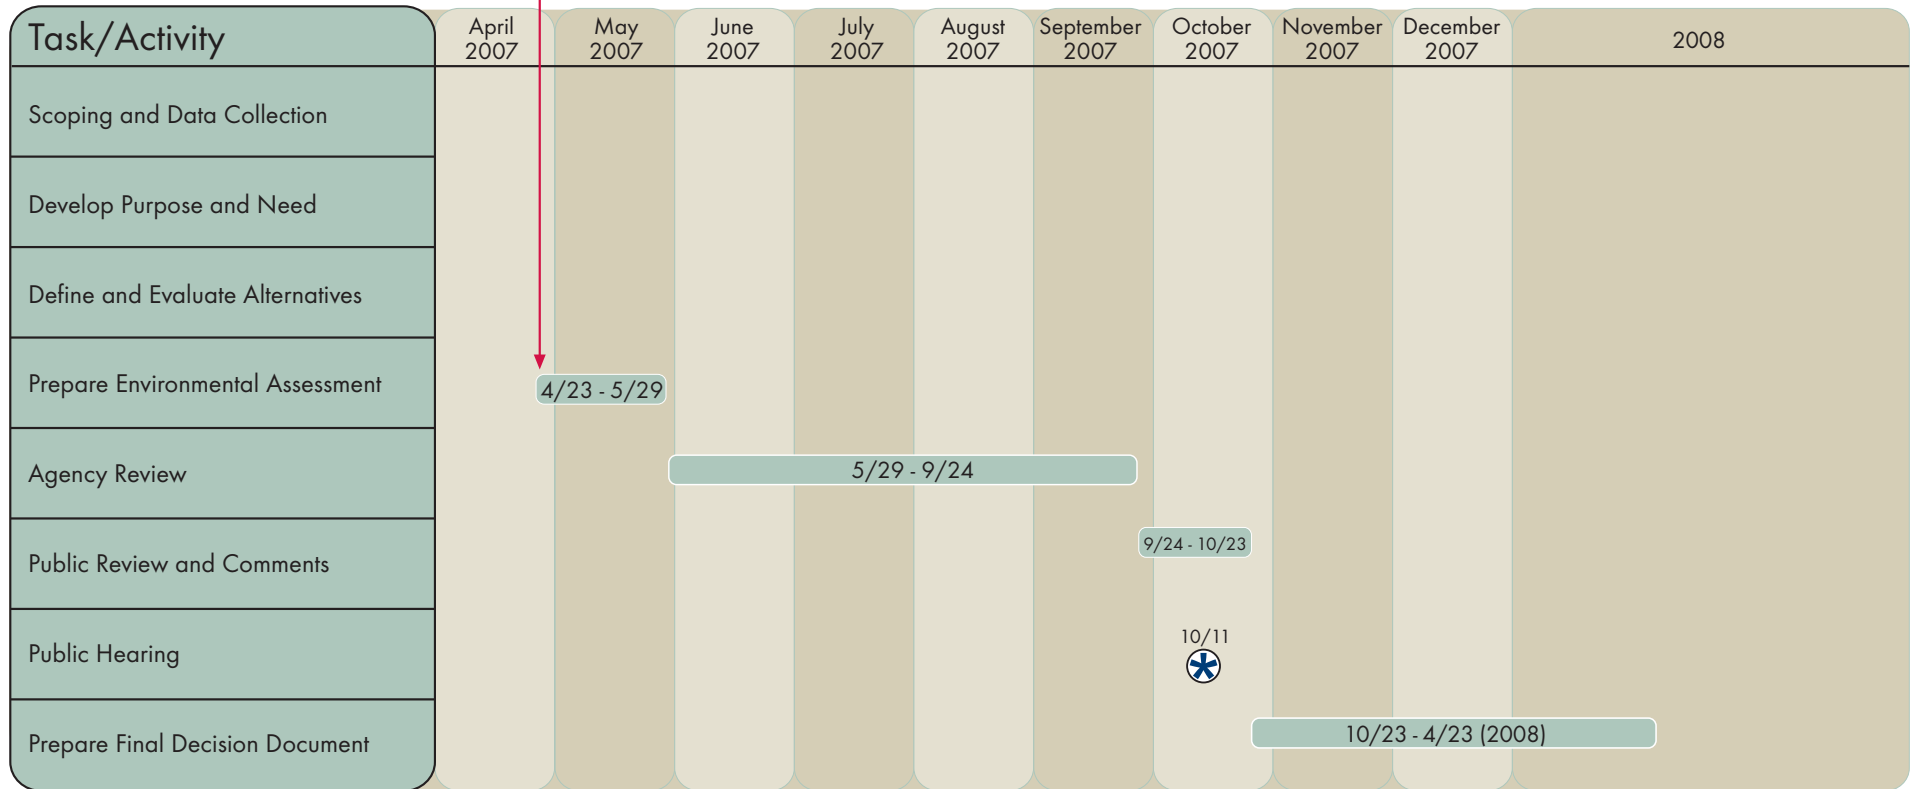 Task/Activity
April
2007
May
2007
June
2007
July
2007
August
2007
September
2007
October
2007
November
2007
December
2007
2008
Scoping and Data Collection
Develop Purpose and Need
Define and Evaluate Alternatives
Prepare Environmental Assessment
4/23 - 5/29
Agency Review
5/29 - 9/24
Public Review and Comments
9/24 - 10/23
Public Hearing
10/11
Prepare Final Decision Document
10/23 - 4/23 (2008)